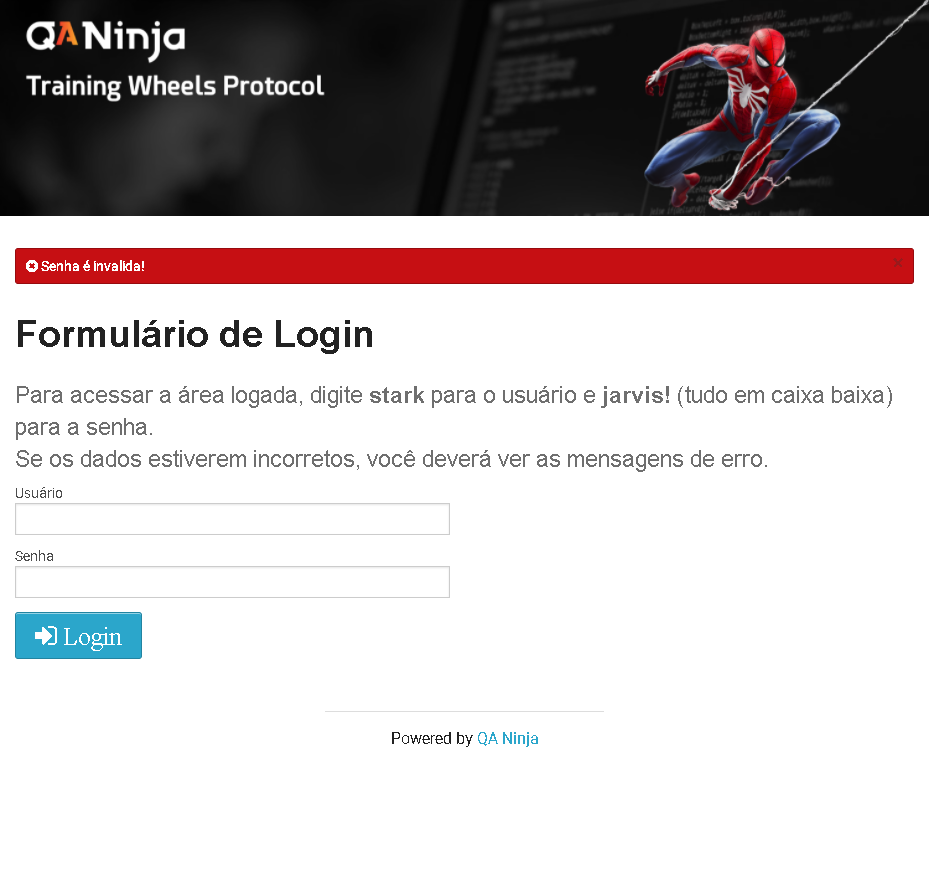 QANinja
Training Wheels Protocol
Senha é invalida!
×
Formulário de Login
Para acessar a área logada, digite stark para o usuário e jarvis! (tudo em caixa baixa)
para a senha.
Se os dados estiverem incorretos, você deverá ver as mensagens de erro.
Usuário
Senha
Login
Powered by QA Ninja